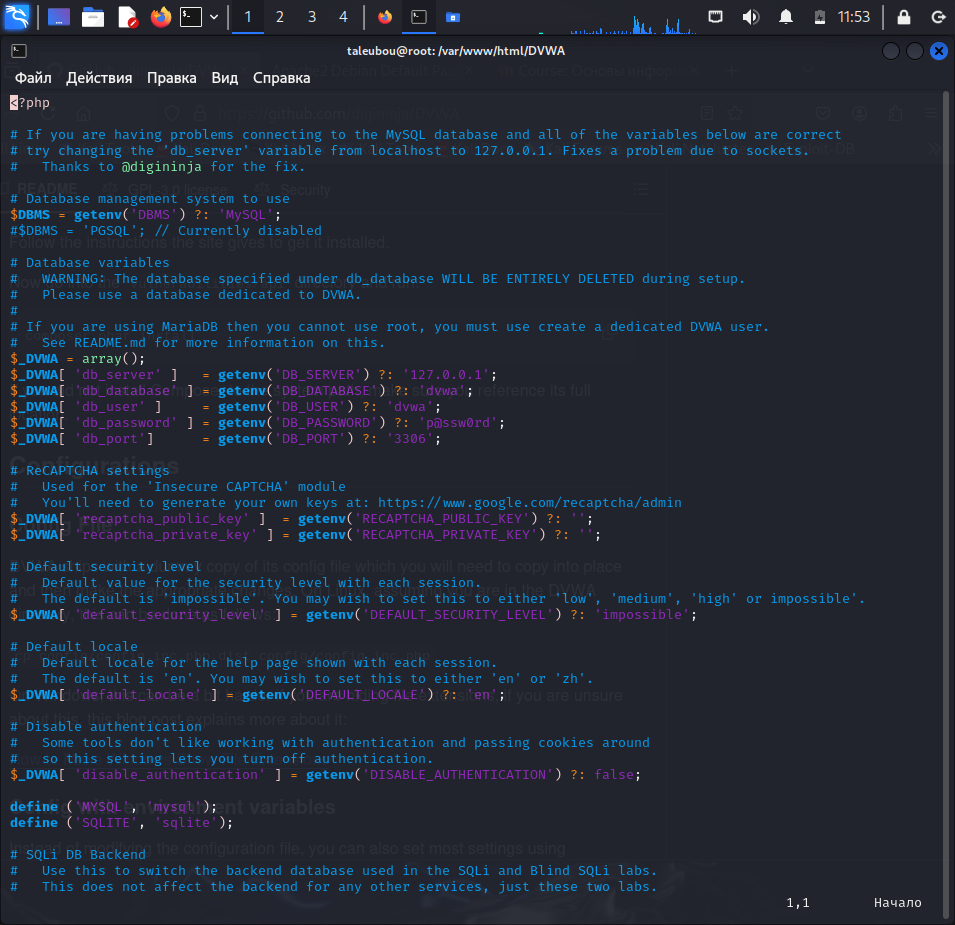 1 2 3 4 11:53
taleubou@root: /var/www/html/DVWA
Файл Действия Правка Вид Справка
<?php
# If you are having problems connecting to the MySQL database and all of the variables below are correct
# try changing the 'db_server' variable from localhost to 127.0.0.1. Fixes a problem due to sockets.
#   Thanks to @digininja for the fix.
# Database management system to use
$DBMS = getenv('DBMS') ?: 'MySQL';
#$DBMS = 'PGSQL'; // Currently disabled
# Database variables
#   WARNING: The database specified under db_database WILL BE ENTIRELY DELETED during setup.
#   Please use a database dedicated to DVWA.
#
# If you are using MariaDB then you cannot use root, you must use create a dedicated DVWA user.
#   See README.md for more information on this.
$_DVWA = array();
$_DVWA[ 'db_server' ]   = getenv('DB_SERVER') ?: '127.0.0.1';
$_DVWA[ 'db_database' ] = getenv('DB_DATABASE') ?: 'dvwa';
$_DVWA[ 'db_user' ]     = getenv('DB_USER') ?: 'dvwa';
$_DVWA[ 'db_password' ] = getenv('DB_PASSWORD') ?: 'p@ssw0rd';
$_DVWA[ 'db_port']      = getenv('DB_PORT') ?: '3306';
# ReCAPTCHA settings
#   Used for the 'Insecure CAPTCHA' module
#   You'll need to generate your own keys at: https://www.google.com/recaptcha/admin
$_DVWA[ 'recaptcha_public_key' ]  = getenv('RECAPTCHA_PUBLIC_KEY') ?: '';
$_DVWA[ 'recaptcha_private_key' ] = getenv('RECAPTCHA_PRIVATE_KEY') ?: '';
# Default security level
#   Default value for the security level with each session.
#   The default is 'impossible'. You may wish to set this to either 'low', 'medium', 'high' or impossible'.
$_DVWA[ 'default_security_level' ] = getenv('DEFAULT_SECURITY_LEVEL') ?: 'impossible';
# Default locale
#   Default locale for the help page shown with each session.
#   The default is 'en'. You may wish to set this to either 'en' or 'zh'.
$_DVWA[ 'default_locale' ] = getenv('DEFAULT_LOCALE') ?: 'en';
# Disable authentication
#   Some tools don't like working with authentication and passing cookies around
#   so this setting lets you turn off authentication.
$_DVWA[ 'disable_authentication' ] = getenv('DISABLE_AUTHENTICATION') ?: false;
define ('MYSQL', 'mysql');
define ('SQLITE', 'sqlite');
# SQLi DB Backend
#   Use this to switch the backend database used in the SQLi and Blind SQLi labs.
#   This does not affect the backend for any other services, just these two labs.
1,1 Начало